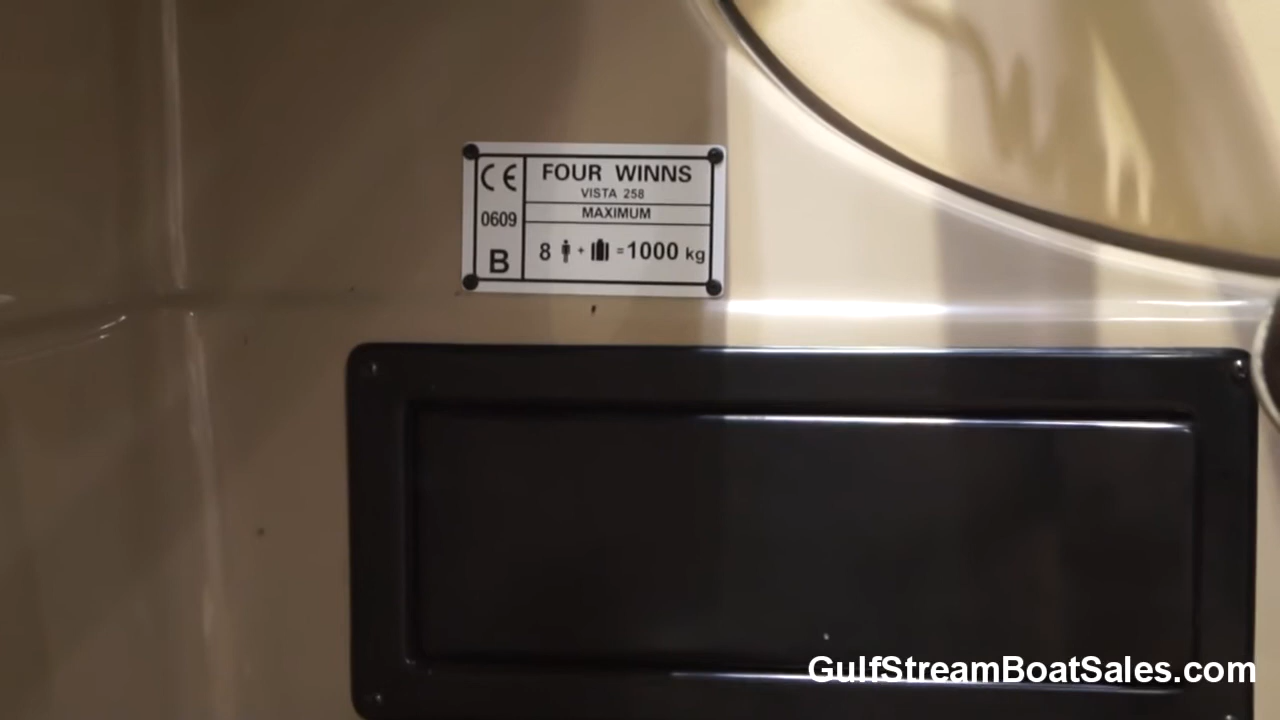 CE
0609
B
FOUR WINNS
VISTA 258
MAXIMUM
8 + = 1000 kg
GulfStreamBoatSales.com